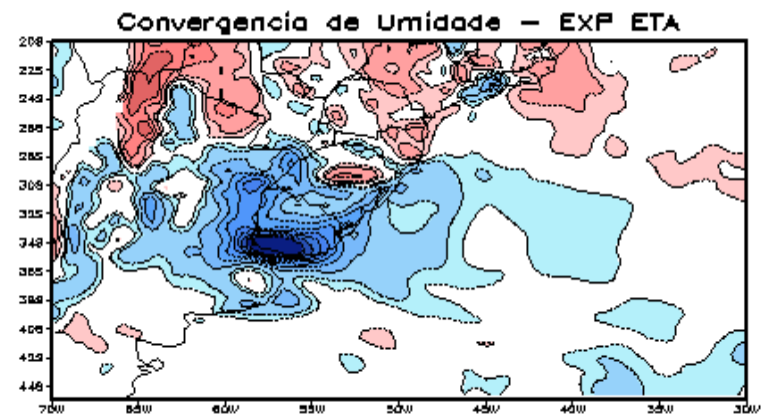 Convergencia de Umidade – EXP ETA
20S
22S
24S
26S
28S
30S
32S
34S
36S
38S
40S
42S
44S
70W 65W 60W 55W 50W 45W 40W 35W 30W